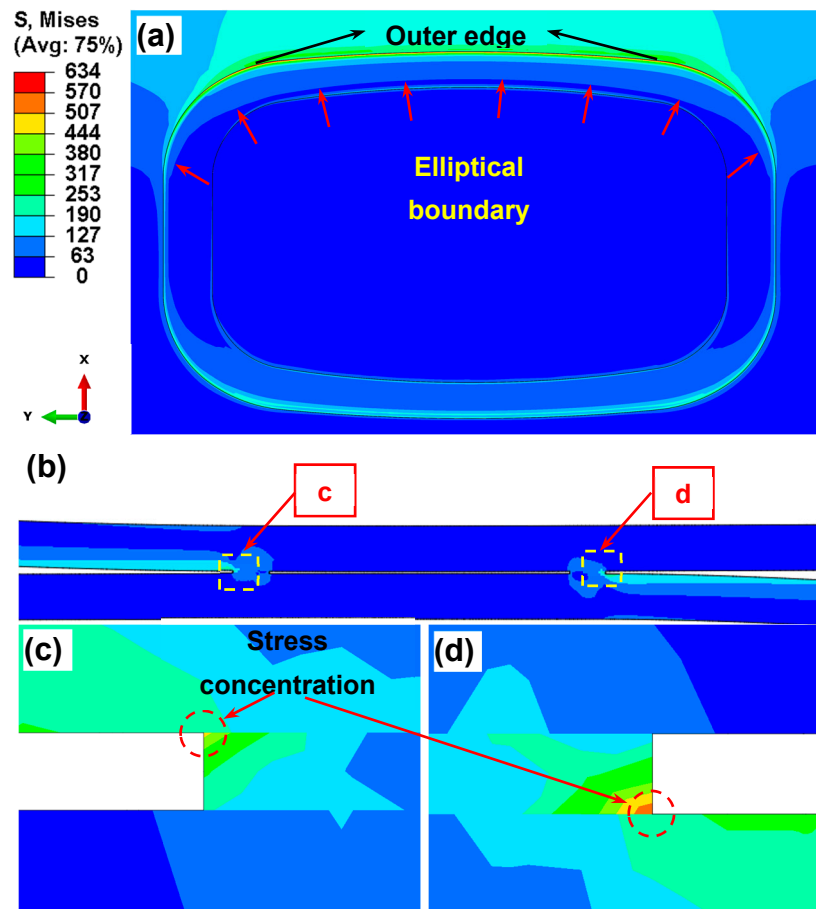 S, Mises
(Avg: 75%)
634
570
507
444
380
317
253
190
127
63
0
(a)
Outer edge
Elliptical
boundary
X
Y
Z
(b)
c
d
(c)
Stress
concentration
(d)